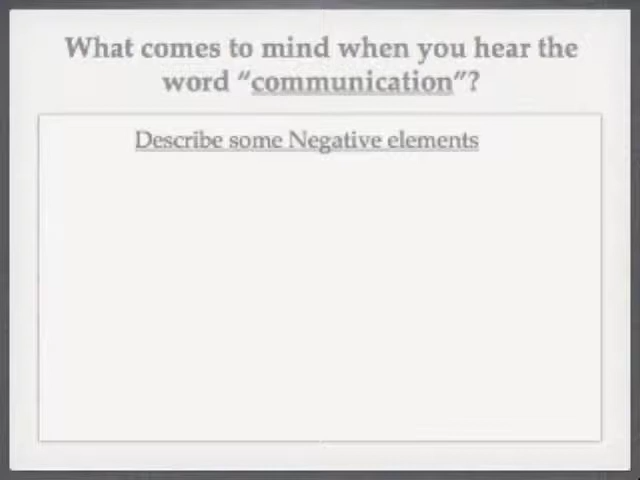 What comes to mind when you hear the
word “communication”?
Describe some Negative elements